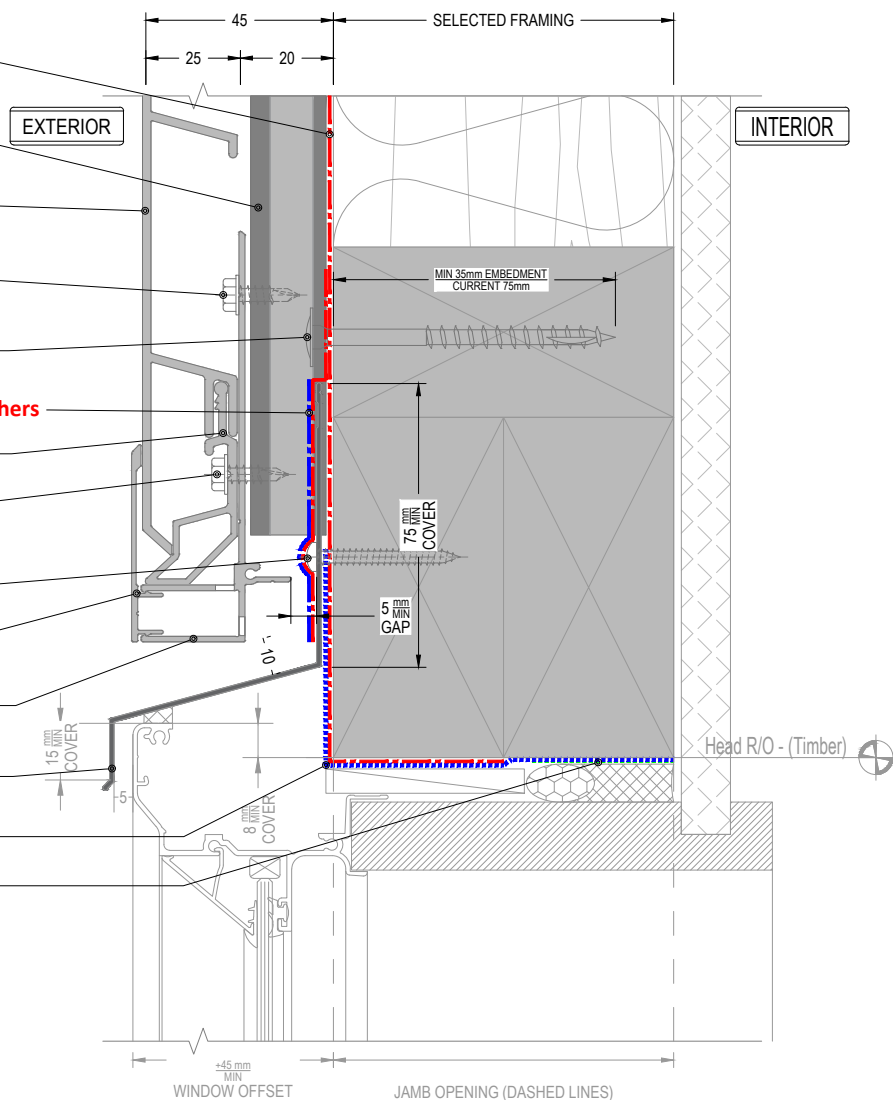 45
SELECTED FRAMING
25
20
EXTERIOR
INTERIOR
MIN 35mm EMBEDMENT
CURRENT 75mm
hers
75 mm
MIN
COVER
5 mm
MIN
GAP
10
15 mm
MIN
COVER
Head R/O - (Timber)
5
8 mm
MIN
COVER
+45 mm
MIN
WINDOW OFFSET
JAMB OPENING (DASHED LINES)